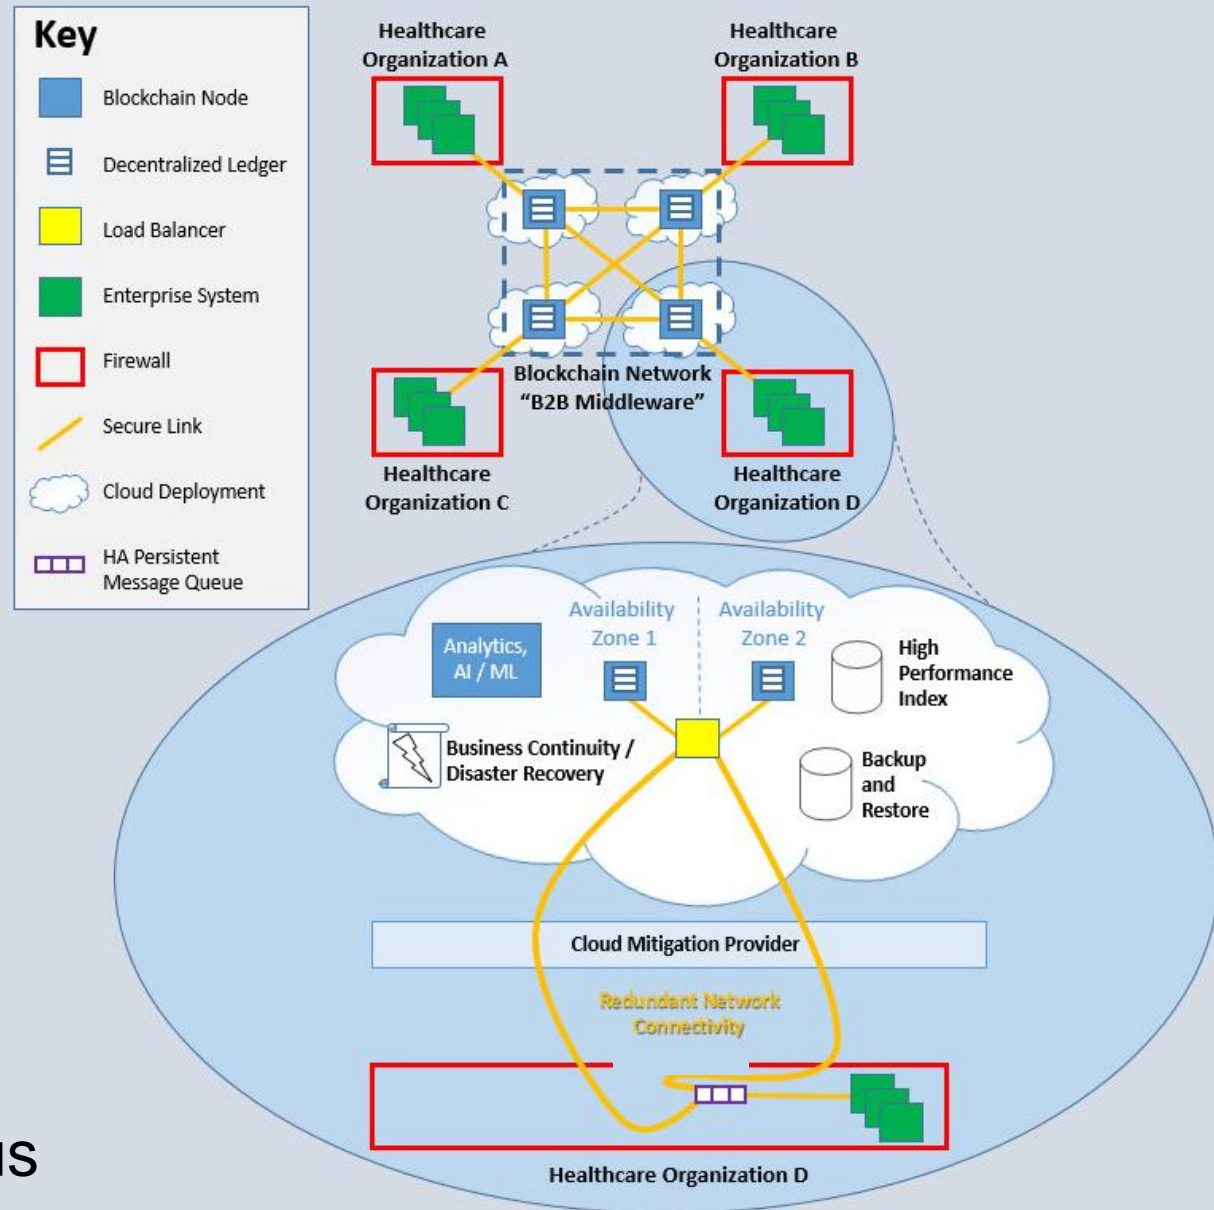 Key
Blockchain Node
Decentralized Ledger
Load Balancer
Enterprise System
Firewall
Secure Link
Cloud Deployment
HA Persistent
Message Queue
Healthcare
Organization A
Healthcare
Organization B
Blockchain Network
“B2B Middleware”
Healthcare
Organization C
Healthcare
Organization D
Availability
Zone 1
Availability
Zone 2
Analytics,
AI / ML
High
Performance
Index
Business Continuity /
Disaster Recovery
Backup
and
Restore
Cloud Mitigation Provider
Redundant Network
Connectivity
Healthcare Organization D